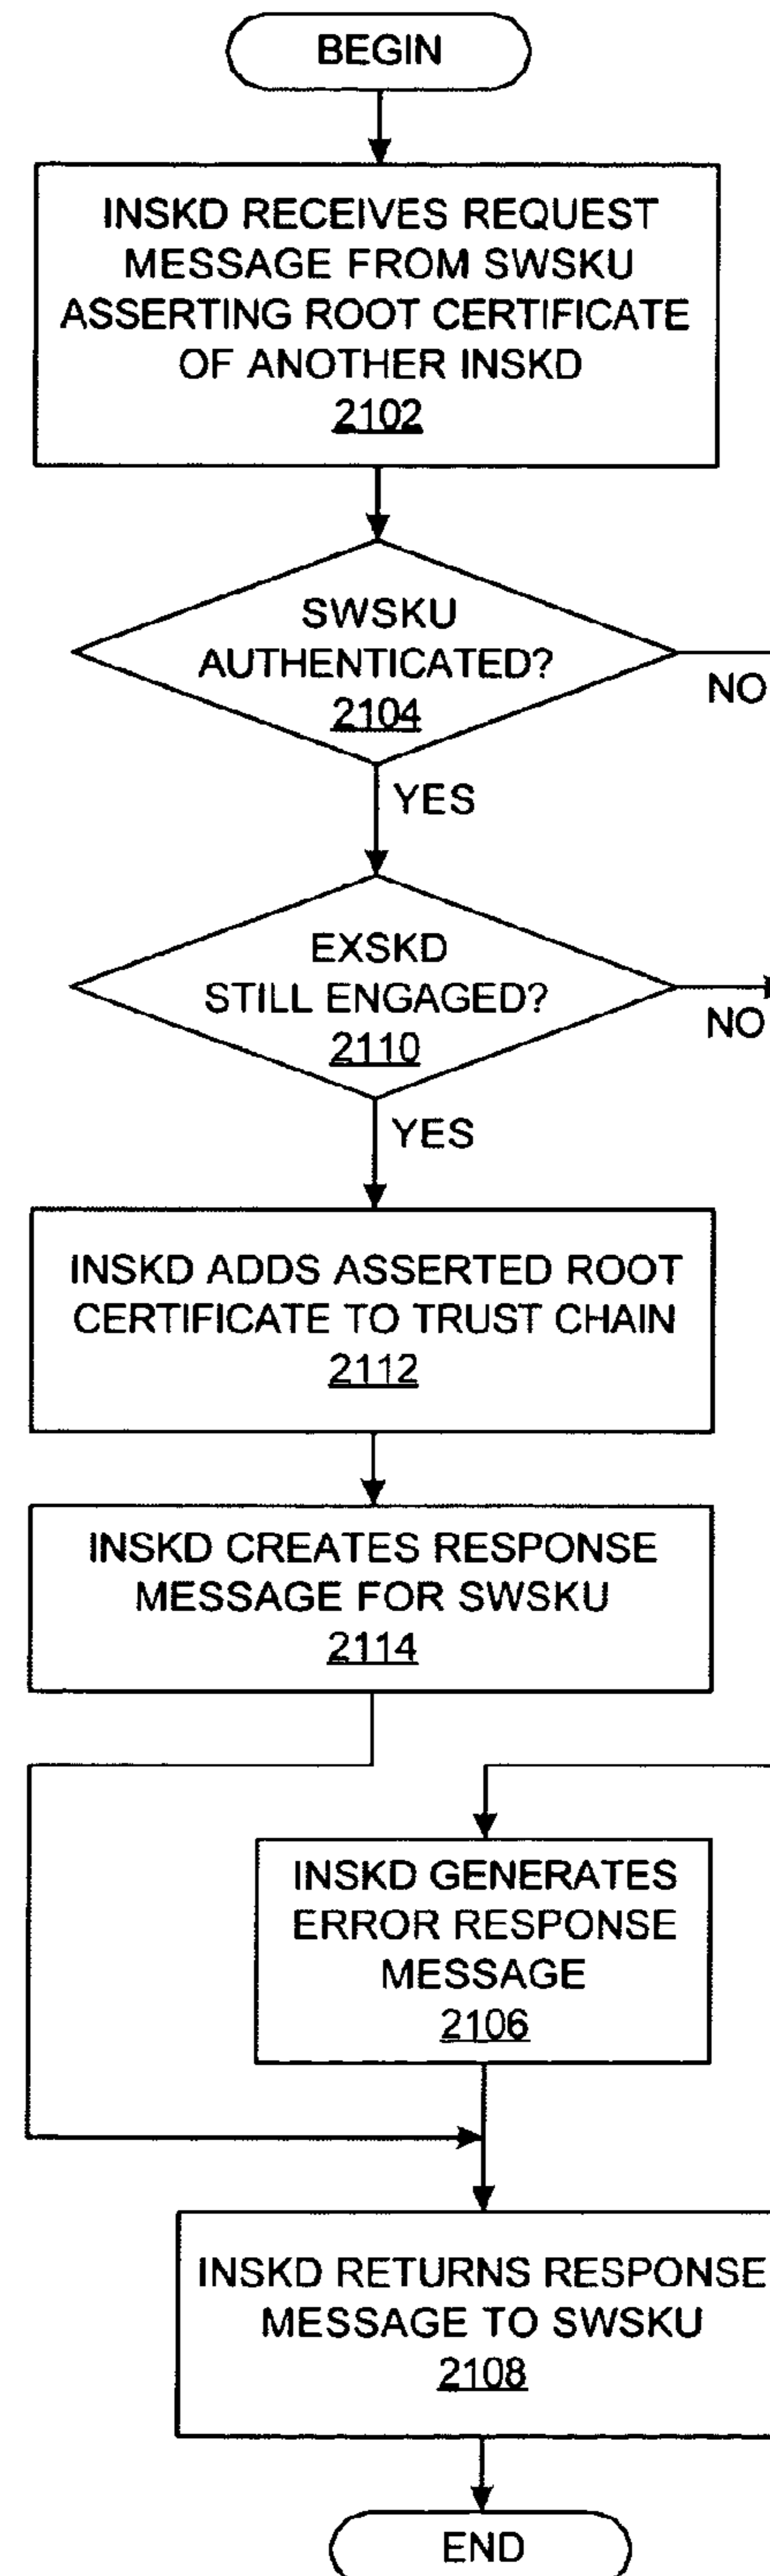 BEGIN
INSKD RECEIVES REQUEST
MESSAGE FROM SWSKU
ASSERTING ROOT CERTIFICATE
OF ANOTHER INSKD
2102
SWSKU
AUTHENTICATED?
2104
NO
YES
EXSKD
STILL ENGAGED?
2110
NO
YES
INSKD ADDS ASSERTED ROOT
CERTIFICATE TO TRUST CHAIN
2112
INSKD CREATES RESPONSE
MESSAGE FOR SWSKU
2114
INSKD GENERATES
ERROR RESPONSE
MESSAGE
2106
INSKD RETURNS RESPONSE
MESSAGE TO SWSKU
2108
END